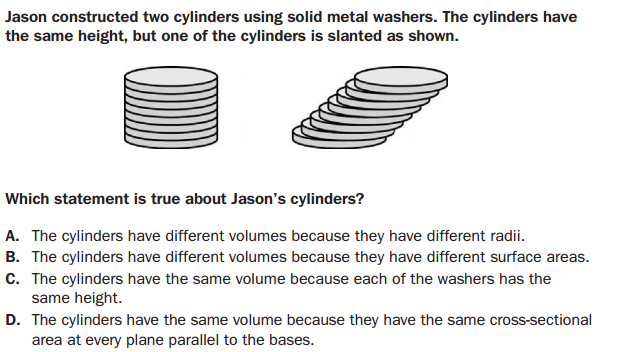 Jason constructed two cylinders using solid metal washers. The cylinders have
the same height, but one of the cylinders is slanted as shown.
Which statement is true about Jason's cylinders?
A. The cylinders have different volumes because they have different radii.
B. The cylinders have different volumes because they have different surface areas.
C. The cylinders have the same volume because each of the washers has the
same height.
D. The cylinders have the same volume because they have the same cross-sectional
area at every plane parallel to the bases.